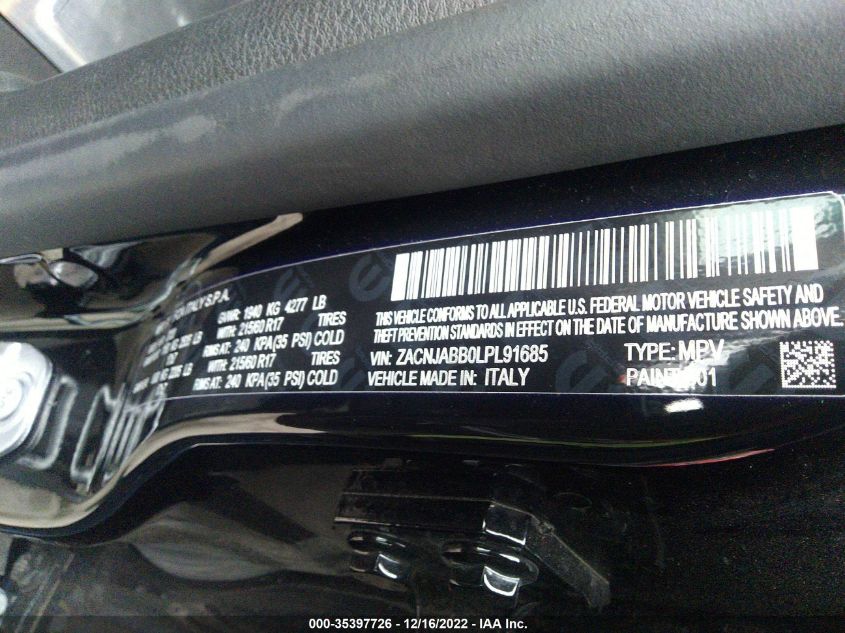 ITALY S.P.A.
GVWR: 1940 KG 4277 LB
WITH: 215/60 R17 TIRES
RIMS AT: 240 KPA(35 PSI) COLD
WITH: 215/60 R17 TIRES
RIMS AT: 240 KPA(35 PSI) COLD
THIS VEHICLE CONFORMS TO ALL APPLICABLE U.S. FEDERAL MOTOR VEHICLE SAFETY AND
THEFT PREVENTION STANDARDS IN EFFECT ON THE DATE OF MANUFACTURE SHOWN ABOVE.
VIN: ZACNJABB0LPL91685 TYPE: MPV
VEHICLE MADE IN: ITALY
000-35397726 - 12/16/2022 - IAA Inc.